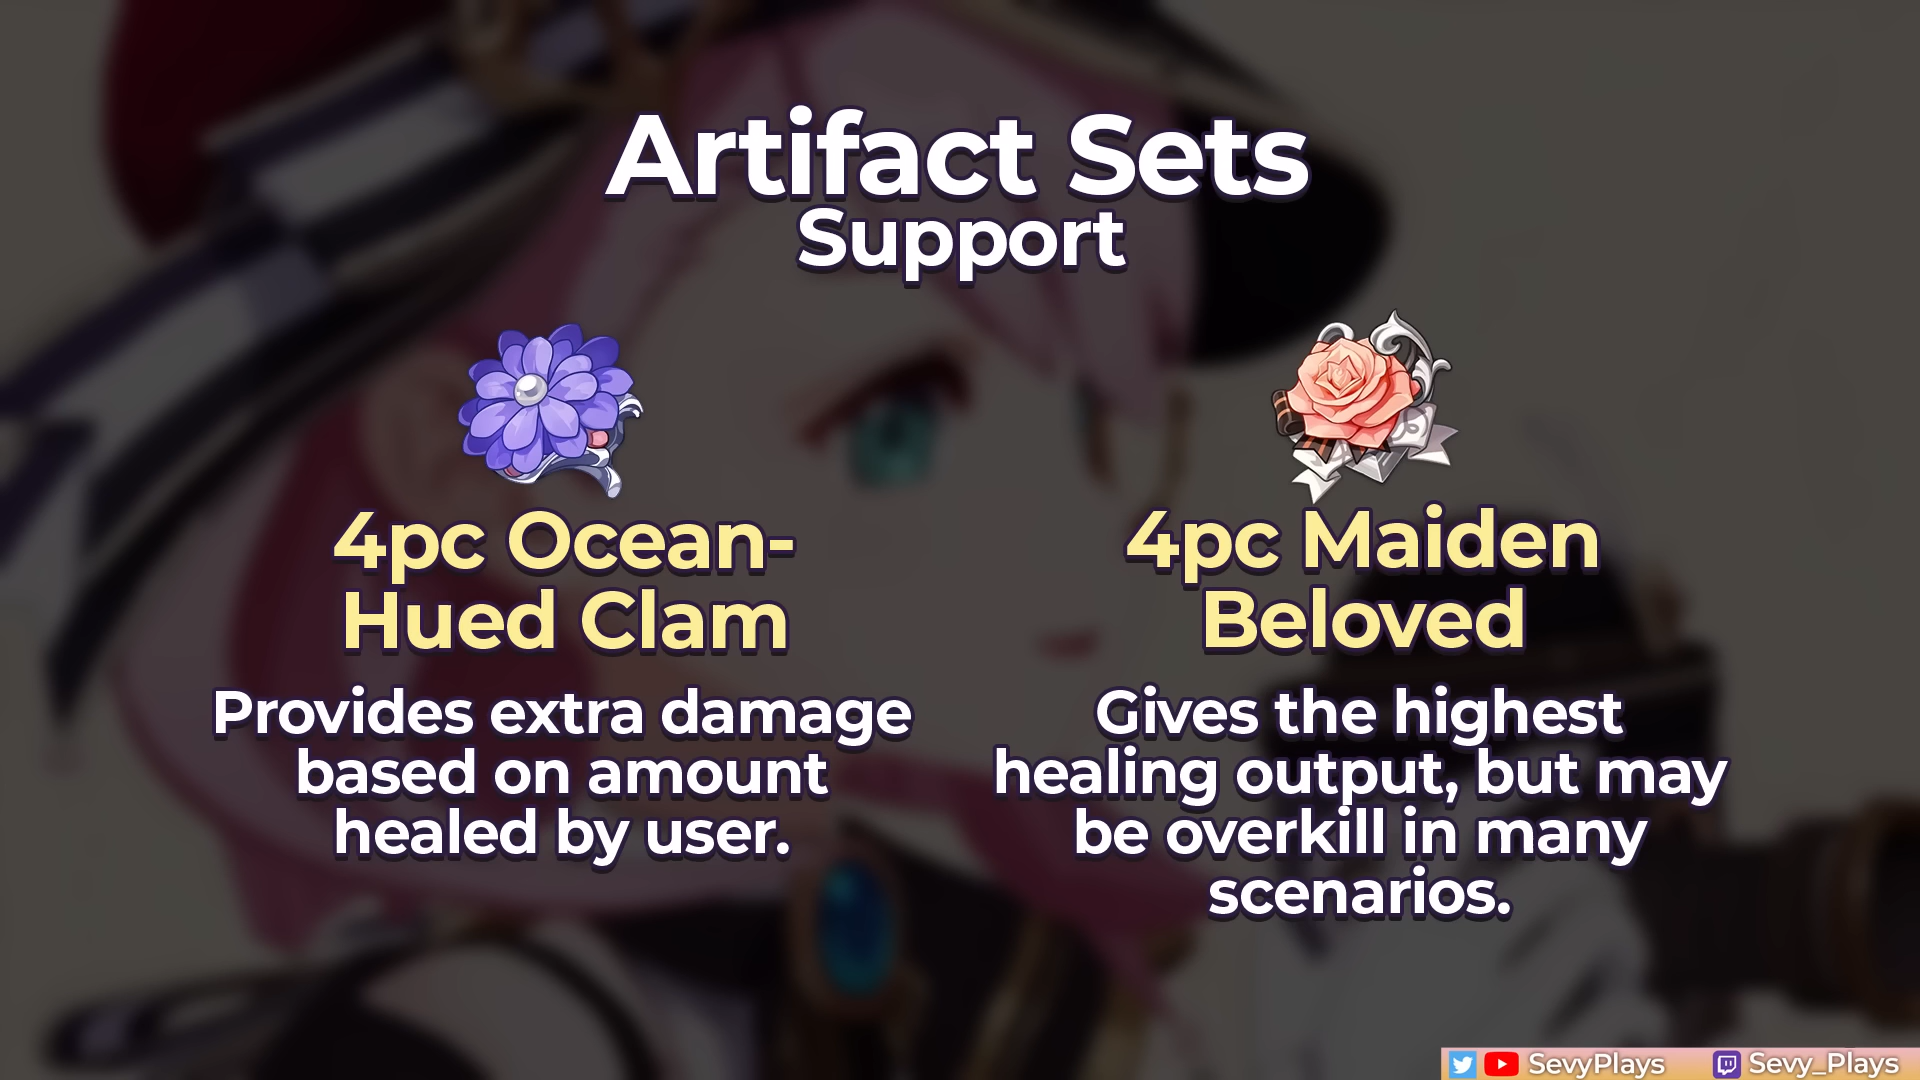 Artifact Sets
Support
4pc Ocean-
Hued Clam
Provides extra damage
based on amount
healed by user.
4pc Maiden
Beloved
Gives the highest
healing output, but may
be overkill in many
scenarios.
SevyPlays
Sevy_Plays